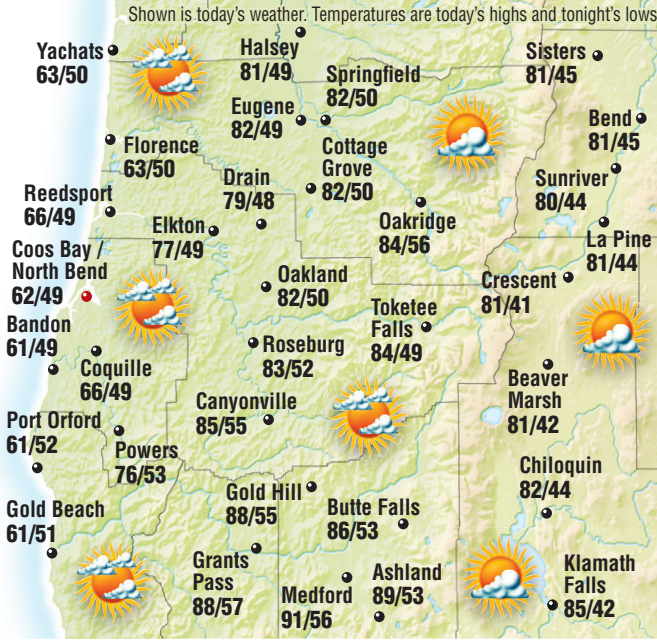 Shown is today's weather. Temperatures are today's highs and tonight's lows
Yachats
63/50
Halsey
81/49
Springfield
82/50
Sisters
81/45
Eugene
82/49
Bend
81/45
Florence
63/50
Cottage
Grove
82/50
Drain
79/48
Sunriver
80/44
Reedsport
66/49
Elkton
77/49
Oakridge
84/56
La Pine
81/44
Coos Bay /
North Bend
62/49
Oakland
82/50
Crescent
81/41
Bandon
61/49
Toketee
Falls
84/49
Coquille
66/49
Roseburg
83/52
Beaver
Marsh
81/42
Canyonville
85/55
Port Orford
61/52
Powers
76/53
Chiloquin
82/44
Gold Hill
88/55
Butte Falls
86/53
Gold Beach
61/51
Grants
Pass
88/57
Medford
91/56
Ashland
89/53
Klamath
Falls
85/42